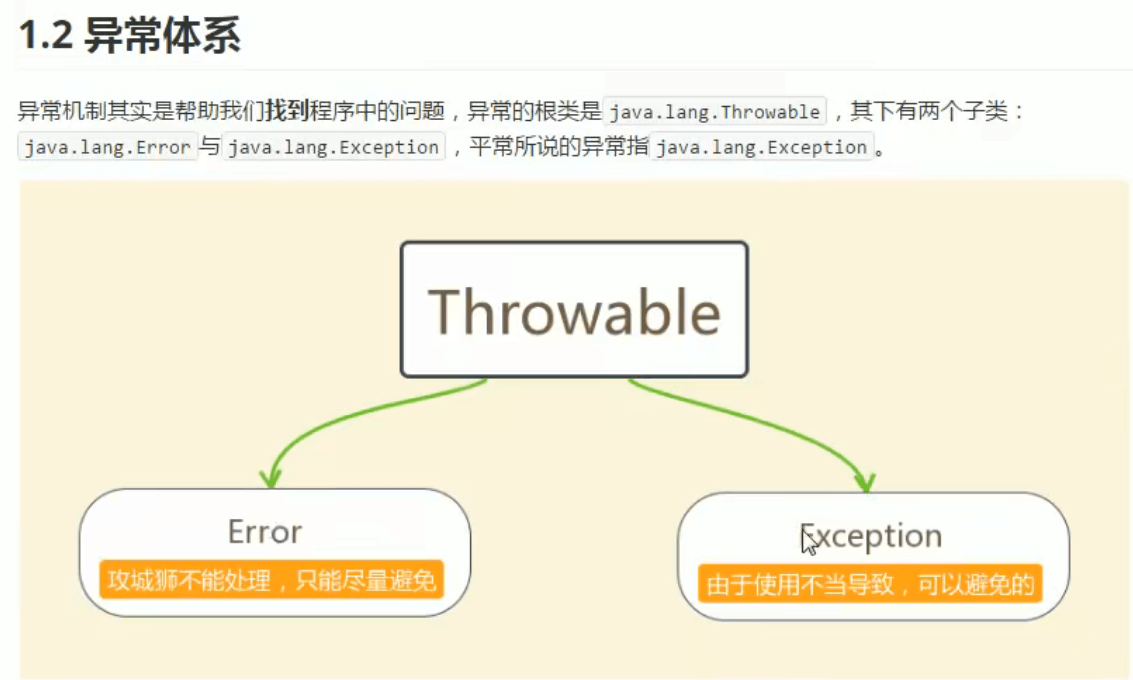 1.2 异常体系
异常机制其实是帮助我们找到程序中的问题，异常的根类是 java.lang.Throwable ，其下有两个子类：
java.lang.Error 与 java.lang.Exception ，平常所说的异常指 java.lang.Exception 。
Throwable
Error
攻城狮不能处理，只能尽量避免
Exception
由于使用不当导致，可以避免的